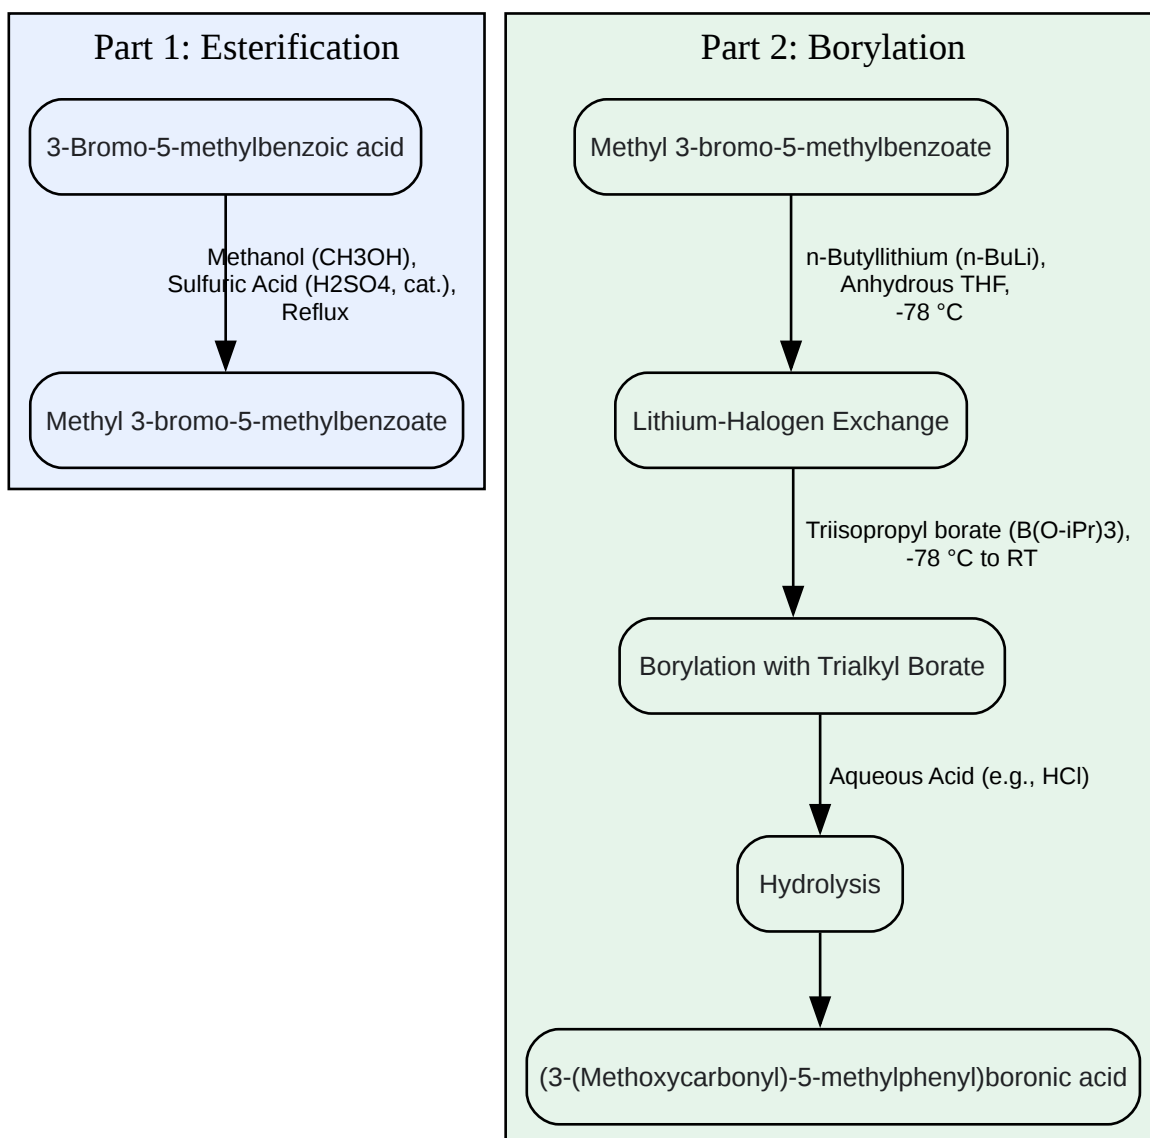 Part 1: Esterification
3-Bromo-5-methylbenzoic acid
Methanol (CH3OH),
Sulfuric Acid (H2SO4, cat.),
Reflux
Methyl 3-bromo-5-methylbenzoate
Part 2: Borylation
Methyl 3-bromo-5-methylbenzoate
n-Butyllithium (n-BuLi),
Anhydrous THF,
-78 °C
Lithium-Halogen Exchange
Triisopropyl borate (B(O-iPr)3),
-78 °C to RT
Borylation with Trialkyl Borate
Aqueous Acid (e.g., HCl)
Hydrolysis
(3-(Methoxycarbonyl)-5-methylphenyl)boronic acid